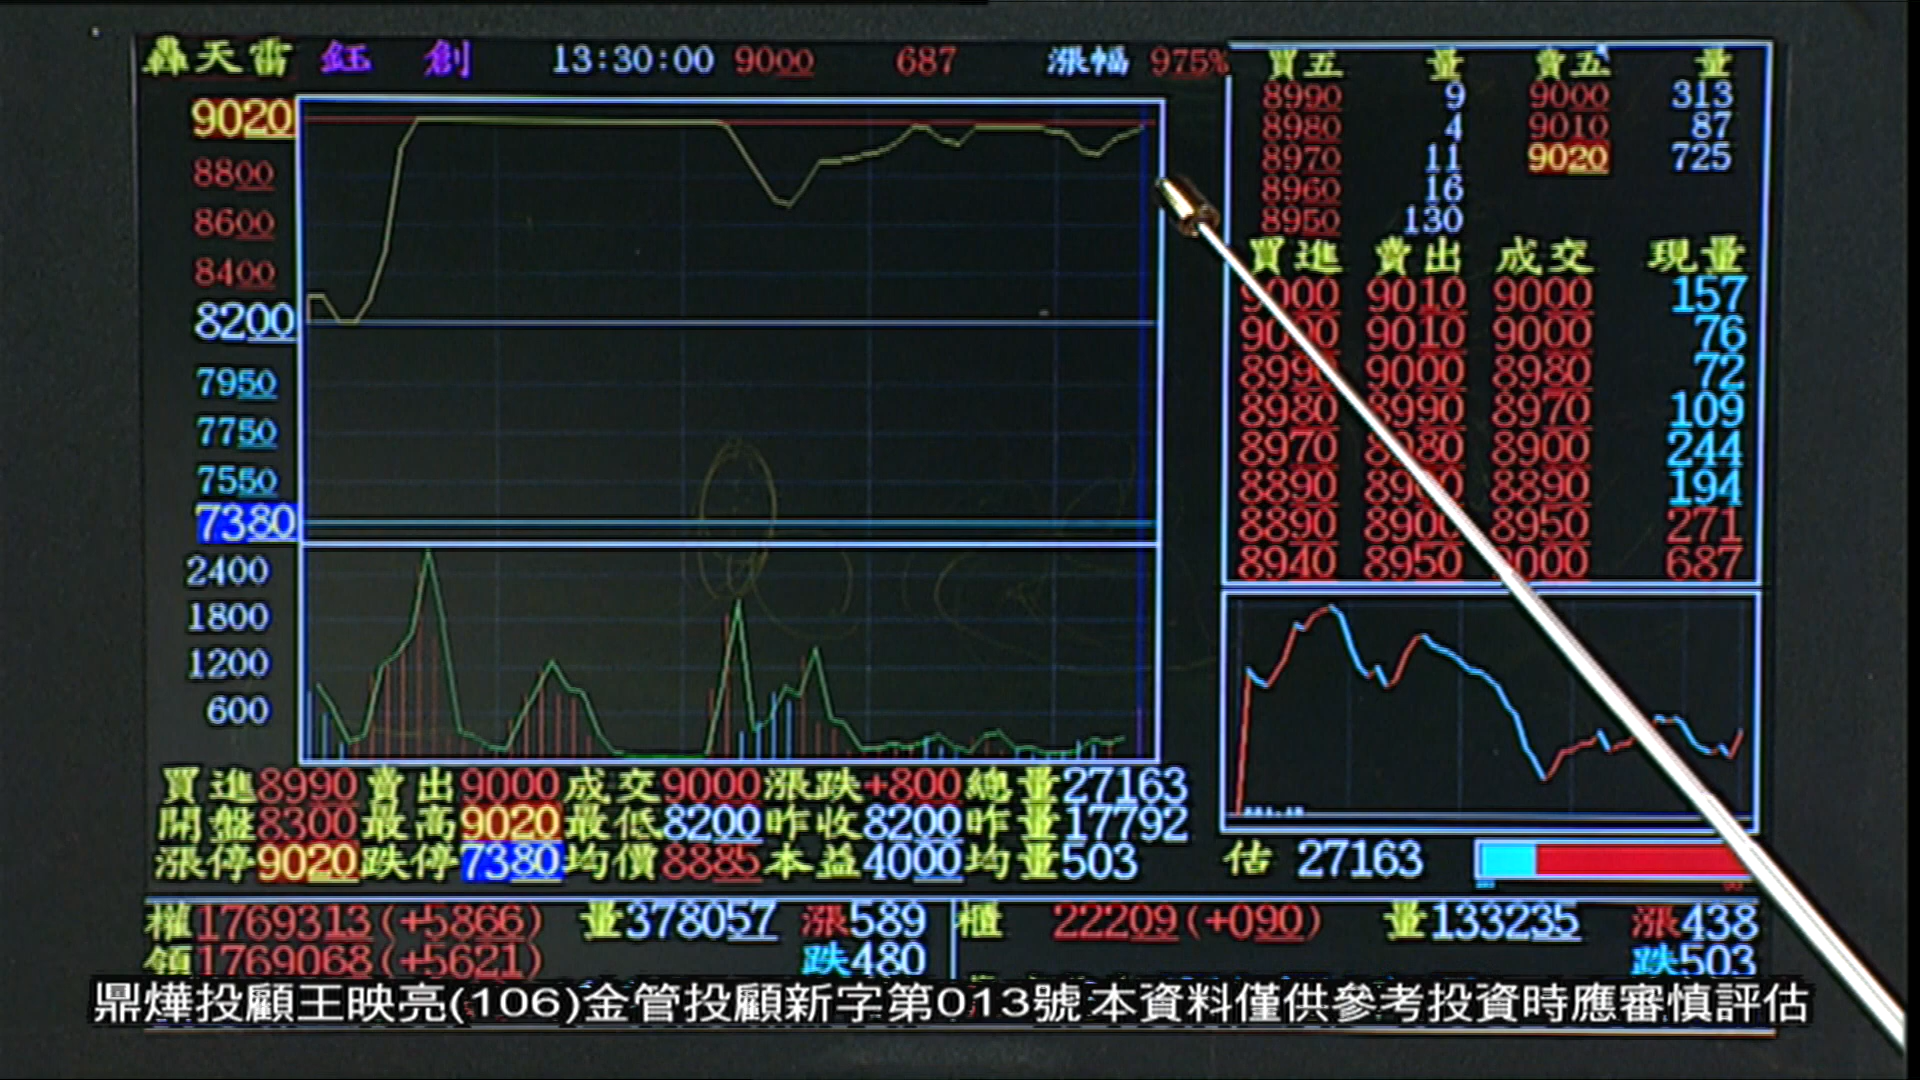 轟天雷 鈺創 13:30:00 9000 687 漲幅 975%
9020
8800
8600
8400
8200
7950
7750
7550
7380
2400
1800
1200
600
買五 量 賣五 量
8990 9 9000 313
8980 4 9010 87
8970 11 9020 725
8960 16
8950 130
買進 賣出 成交 現量
9000 9010 9000 157
9010 9000 76
9000 8980 72
8980 8990 8970 109
8970 8980 8900 244
8890 8900 8890 194
8890 8900 8950 271
8940 8950 9000 687
買進8990賣出9000成交9000漲跌+800總量27163
開盤8300最高9020最低8200昨收8200昨量17792
漲停9020跌停7380均價8885本益4000均量503
估 27163
權1769313(+5866) 量378057 漲589 櫃 22209(+090) 量133235 漲438
領1769068(+5621) 跌480 跌503
鼎燁投顧王映亮(106)金管投顧新字第013號 本資料僅供參考投資時應審慎評估